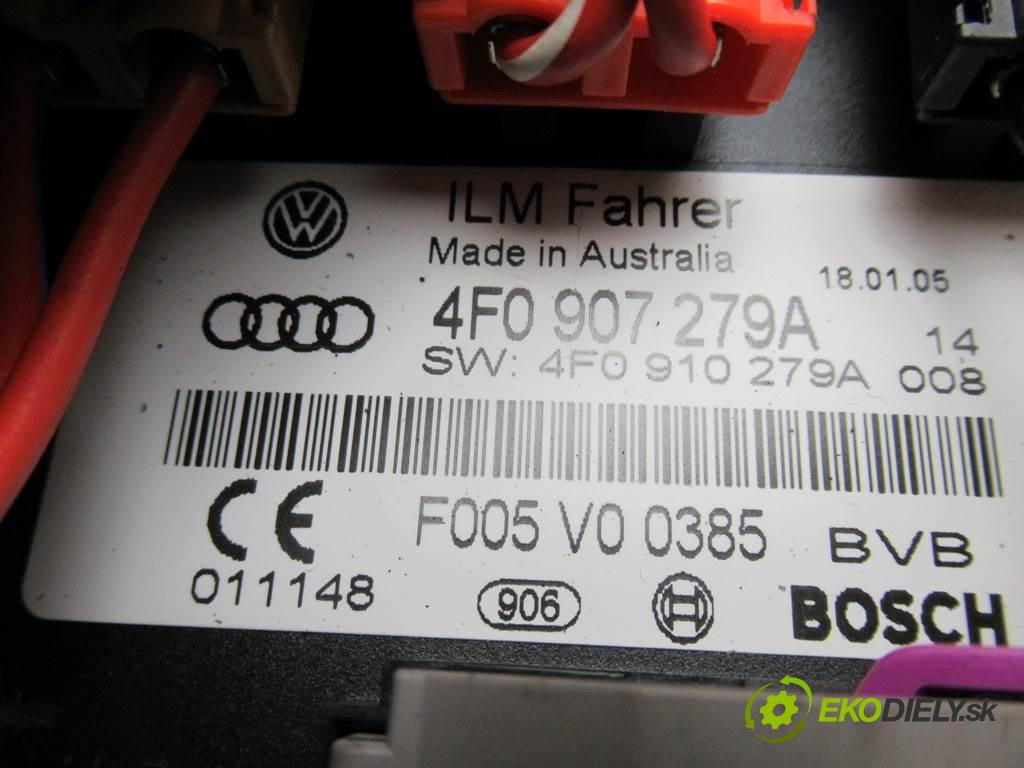 ILM Fahrer
Made in Australia
18.01.05
4F0 907 279A
14
SW: 4F0 910 279A 008
CE
F005 V0 0385 BVB
011148
906
BOSCH
EKODIELY.SK